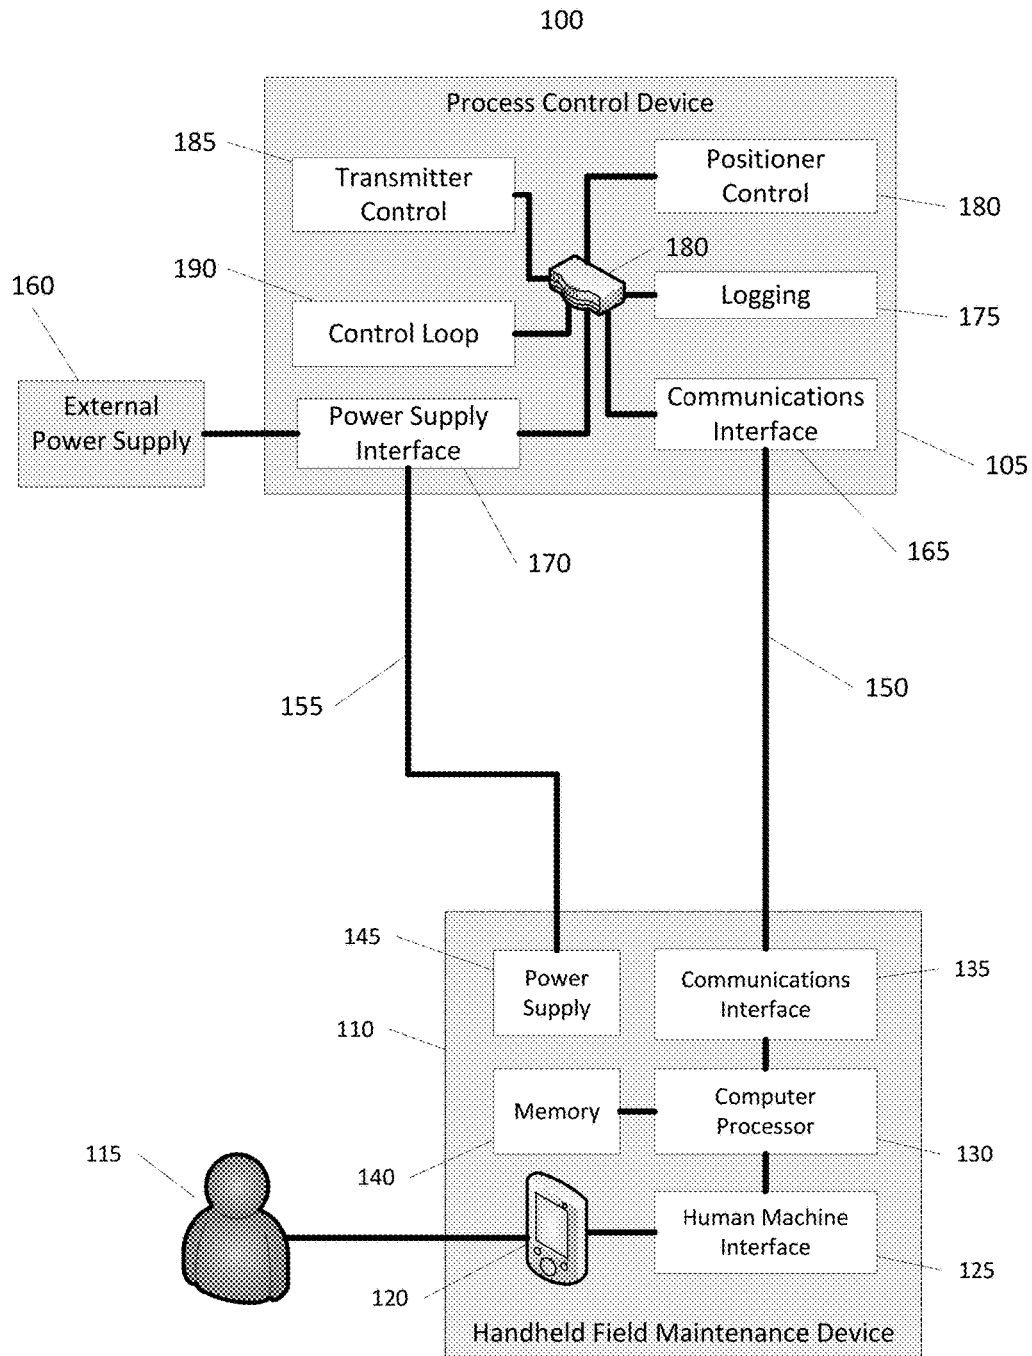 100
Process Control Device
185
Transmitter
Control
Positioner
Control
180
180
190
160
Logging
175
Control Loop
External
Power Supply
Power Supply
Interface
Communications
Interface
105
170
165
155
150
145
Power
Supply
Communications
Interface
135
110
Memory
Computer
Processor
130
140
115
Human Machine
Interface
125
120
Handheld Field Maintenance Device